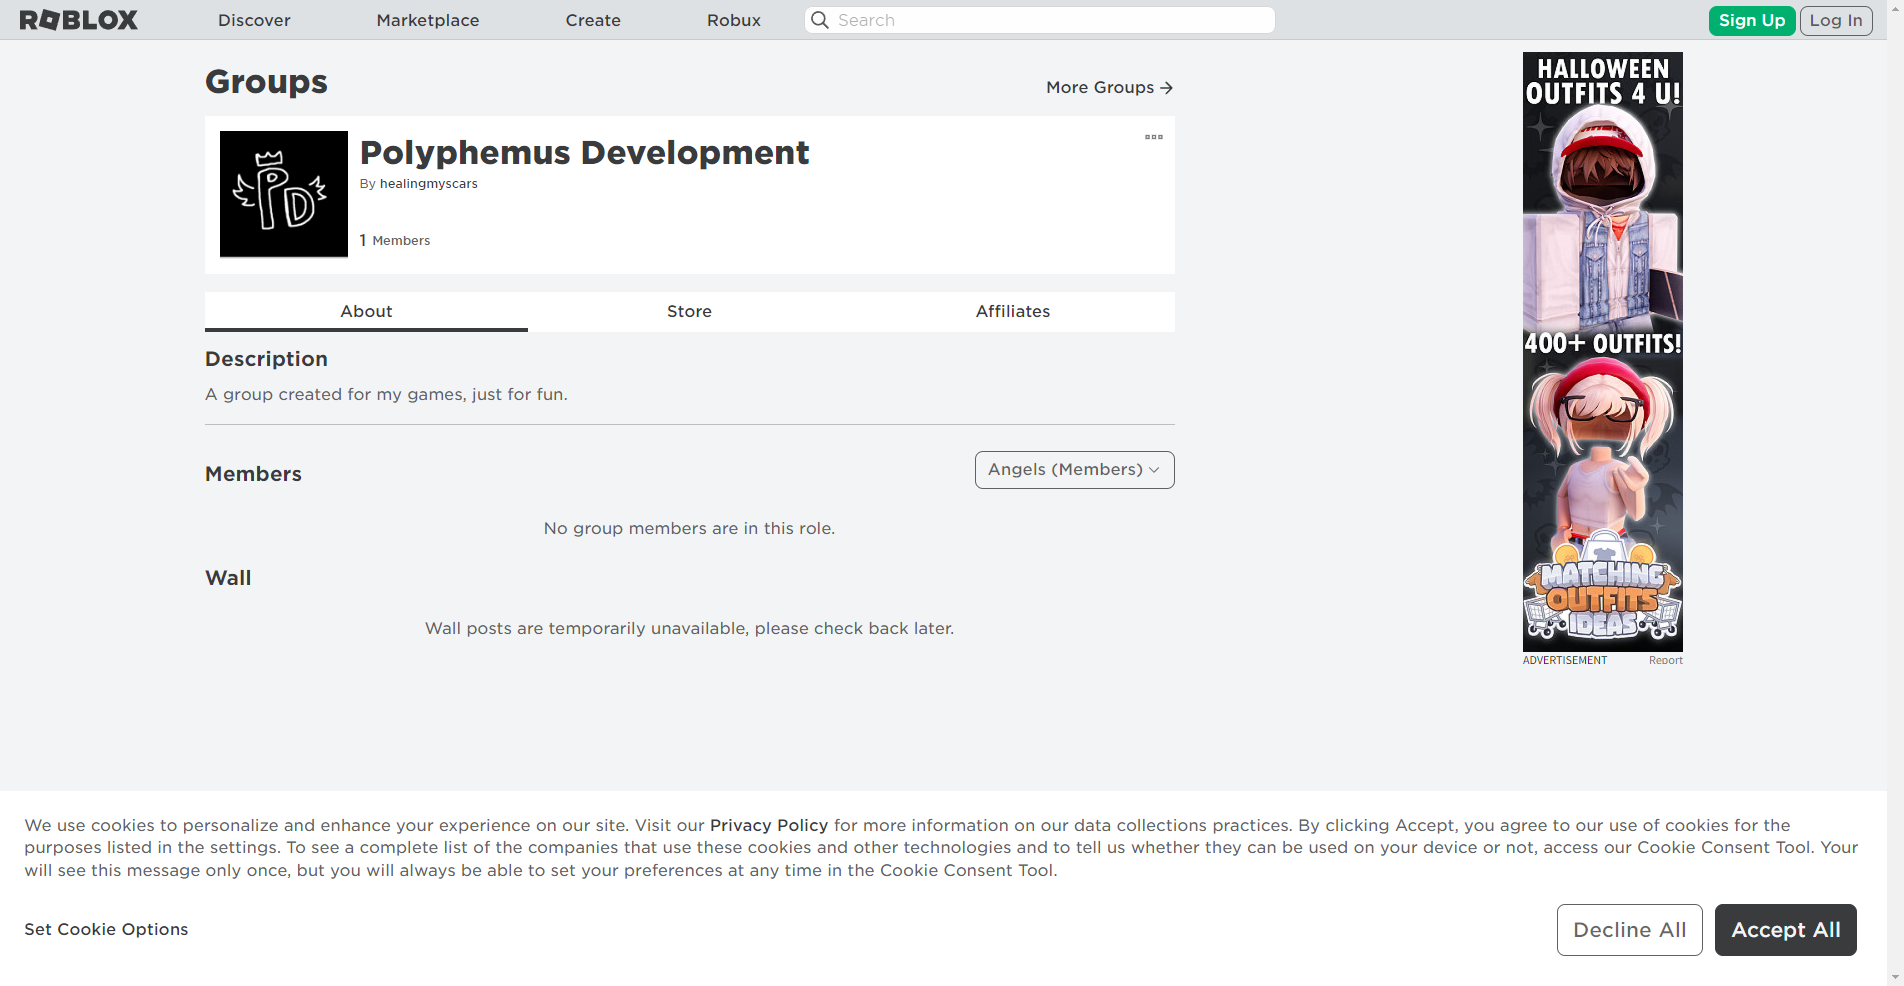 ROBLOX
Discover
Marketplace
Create
Robux
Search
Sign Up
Log In
Groups
More Groups
PD
Polyphemus Development
By healingmyscars
1 Members
About
Store
Affiliates
Description
A group created for my games, just for fun.
Members
Angels (Members)
No group members are in this role.
Wall
Wall posts are temporarily unavailable, please check back later.
HALLOWEEN
OUTFITS 4 U!
400+ OUTFITS!
MATCHING
OUTFITS
IDEAS
ADVERTISEMENT
Report
We use cookies to personalize and enhance your experience on our site. Visit our Privacy Policy for more information on our data collections practices. By clicking Accept, you agree to our use of cookies for the
purposes listed in the settings. To see a complete list of the companies that use these cookies and other technologies and to tell us whether they can be used on your device or not, access our Cookie Consent Tool. Your
will see this message only once, but you will always be able to set your preferences at any time in the Cookie Consent Tool.
Set Cookie Options
Decline All
Accept All